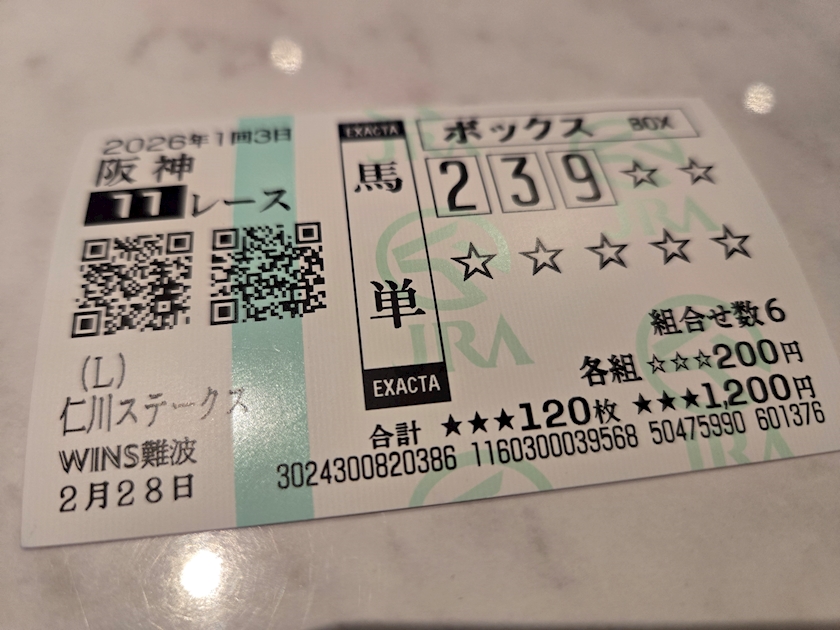 2026年1回3日
阪神
11レース
(L)
仁川ステークス
WINS難波
2月28日
EXACTA
馬単
EXACTA
ボックス BOX
2 3 9 ☆ ☆
☆ ☆ ☆ ☆ ☆
組合せ数6
各組 ☆☆☆200円
合計 ★★★120枚 ★★★1,200円
3024300820386 1160300039568 50475990 601376
JRA
JRA
JRA